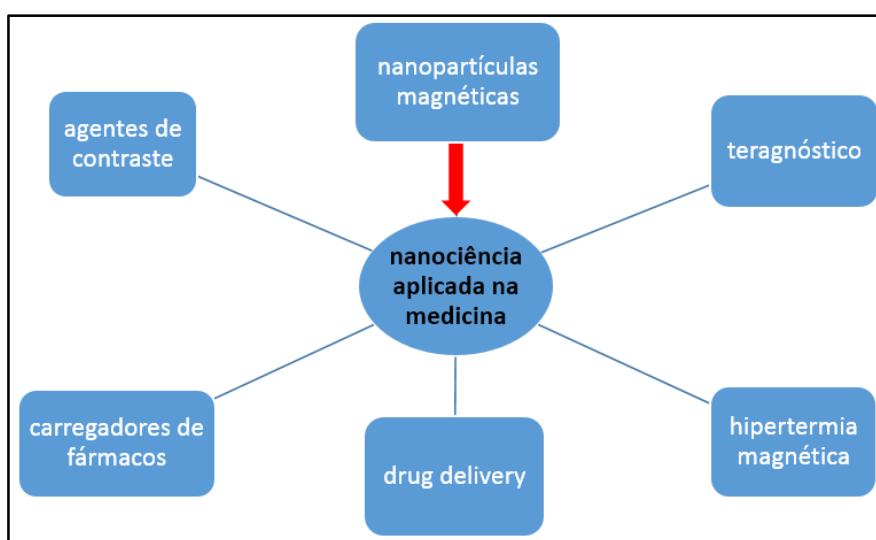 nanopartículas
magnéticas
agentes de
contraste
teragnóstico
nanociência
aplicada na
medicina
carregadores de
fármacos
drug delivery
hipertermia
magnética